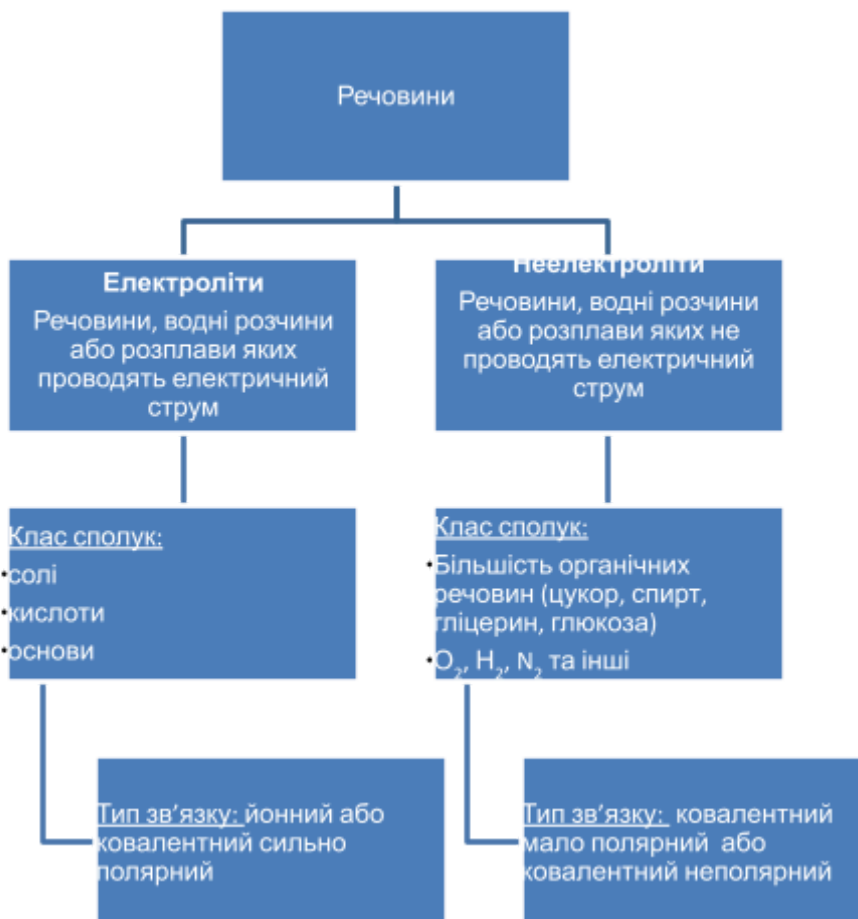 Речовини
Електроліти
Речовини, водні розчини
або розплави яких
проводять електричний
струм
Неелектроліти
Речовини, водні розчини
або розплави яких не
проводять електричний
струм
Клас сполук:
•солі
•кислоти
•основи
Клас сполук:
•Більшість органічних
речовин (цукор, спирт,
гліцерин, глюкоза)
•O₂, H₂, N₂ та інші
Тип зв’язку: йонний або
ковалентний сильно
полярний
Тип зв’язку: ковалентний
мало полярний або
ковалентний неполярний